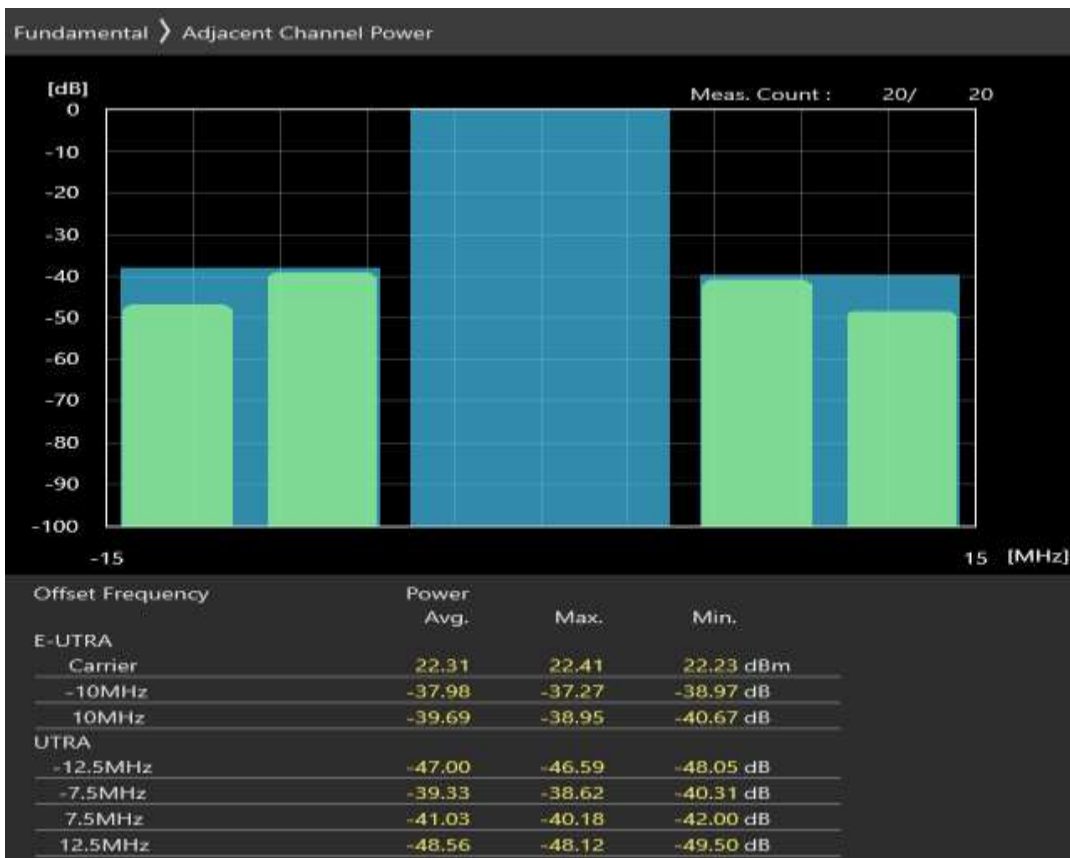 Fundamental ❯ Adjacent Channel Power
[dB]
Meas. Count : 20/ 20
0
-10
-20
-30
-40
-50
-60
-70
-80
-90
-100
-15 15 [MHz]
Offset Frequency Power
Avg. Max. Min.
E-UTRA
Carrier 22.31 22.41 22.23 dBm
-10MHz -37.98 -37.27 -38.97 dB
10MHz -39.69 -38.95 -40.67 dB
UTRA
-12.5MHz -47.00 -46.59 -48.05 dB
-7.5MHz -39.33 -38.62 -40.31 dB
7.5MHz -41.03 -40.18 -42.00 dB
12.5MHz -48.56 -48.12 -49.50 dB